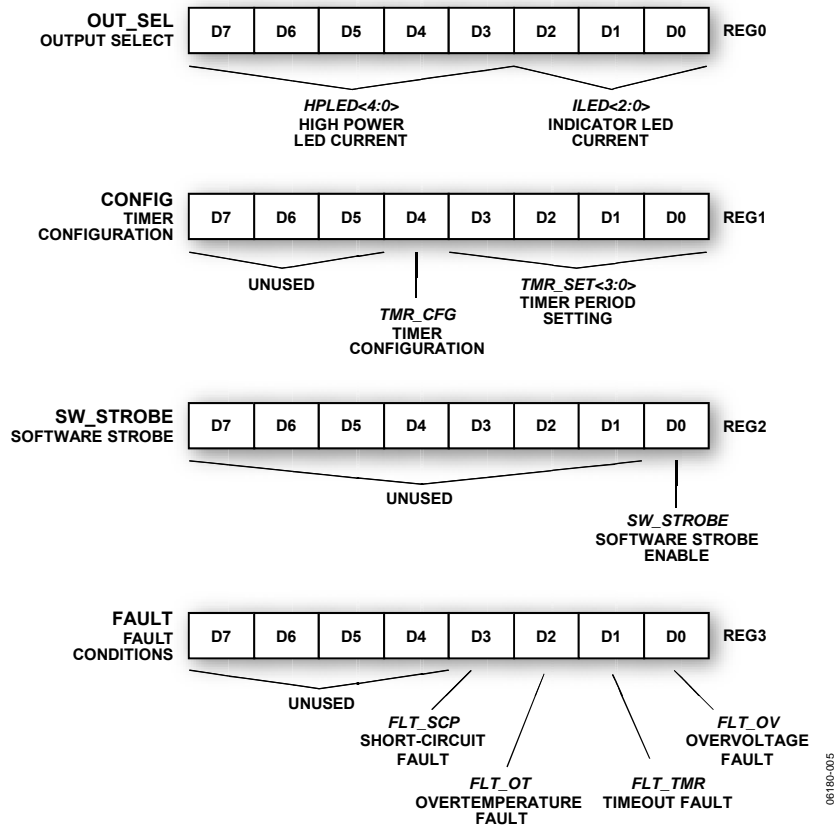 OUT_SEL
OUTPUT SELECT
D7 D6 D5 D4 D3 D2 D1 D0 REG0
HPLED<4:0>
HIGH POWER
LED CURRENT
ILED<2:0>
INDICATOR LED
CURRENT
CONFIG
TIMER
CONFIGURATION
D7 D6 D5 D4 D3 D2 D1 D0 REG1
UNUSED
TMR_CFG
TIMER
CONFIGURATION
TMR_SET<3:0>
TIMER PERIOD
SETTING
SW_STROBE
SOFTWARE STROBE
D7 D6 D5 D4 D3 D2 D1 D0 REG2
UNUSED
SW_STROBE
SOFTWARE STROBE
ENABLE
FAULT
FAULT
CONDITIONS
D7 D6 D5 D4 D3 D2 D1 D0 REG3
UNUSED
FLT_SCP
SHORT-CIRCUIT
FAULT
FLT_OT
OVERTEMPERATURE
FAULT
FLT_TMR
TIMEOUT FAULT
FLT_OV
OVERVOLTAGE
FAULT
06180-005